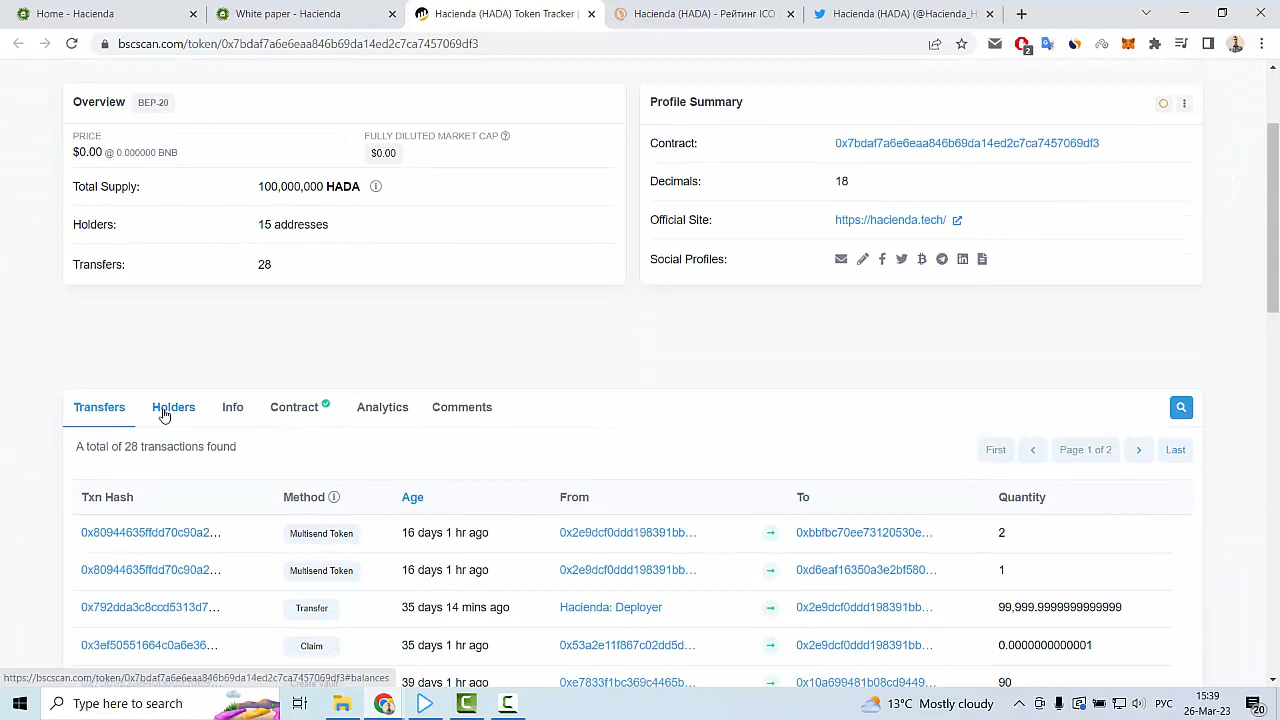 Home - Hacienda
White paper - Hacienda
Hacienda (HADA) Token Tracker |
Hacienda (HADA) - Рейтинг ICO
Hacienda (HADA) (@Hacienda_H
bscscan.com/token/0x7bdaf7a6e6eaa846b69da14ed2c7ca7457069df3
2
Overview BEP-20
Profile Summary
PRICE
FULLY DILUTED MARKET CAP
$0.00 @ 0.000000 BNB
$0.00
Contract: 0x7bdaf7a6e6eaa846b69da14ed2c7ca7457069df3
Total Supply: 100,000,000 HADA
Decimals: 18
Holders: 15 addresses
Official Site: https://hacienda.tech/
Transfers: 28
Social Profiles:
Transfers Holders Info Contract Analytics Comments
A total of 28 transactions found
First Page 1 of 2 Last
Txn Hash Method Age From To Quantity
0x80944635ffdd70c90a2... Multisend Token 16 days 1 hr ago 0x2e9dcf0ddd198391bb... 0xbbfbc70ee73120530e... 2
0x80944635ffdd70c90a2... Multisend Token 16 days 1 hr ago 0x2e9dcf0ddd198391bb... 0xd6eaf16350a3e2bf580... 1
0x792dda3c8ccd5313d7... Transfer 35 days 14 mins ago Hacienda: Deployer 0x2e9dcf0ddd198391bb... 99,999.9999999999999
0x3ef50551664c0a6e36... Claim 35 days 1 hr ago 0x53a2e11f867c02dd5d... 0x2e9dcf0ddd198391bb... 0.0000000000001
39 days 1 hr ago 0xe7833f1bc369c4465b... 0x10a699481b08cd9449... 90
https://bscscan.com/token/0x7bdaf7a6e6eaa846b69da14ed2c7ca7457069df3#balances
Type here to search
13°C Mostly cloudy
РУС
15:39
26-Mar-23
20